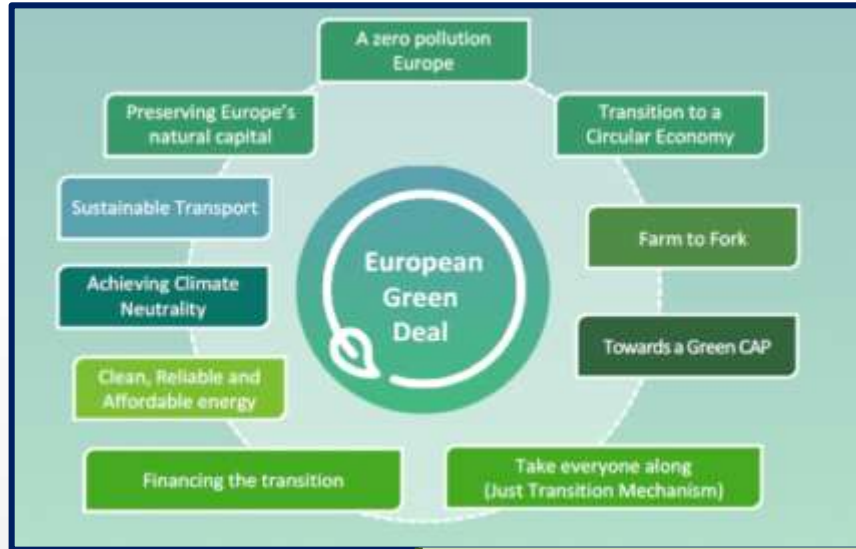 A zero pollution
Europe
Preserving Europe's
natural capital
Transition to a
Circular Economy
Sustainable Transport
Farm to Fork
Achieving Climate
Neutrality
European
Green
Deal
Towards a Green CAP
Clean, Reliable and
Affordable energy
Financing the transition
Take everyone along
(Just Transition Mechanism)